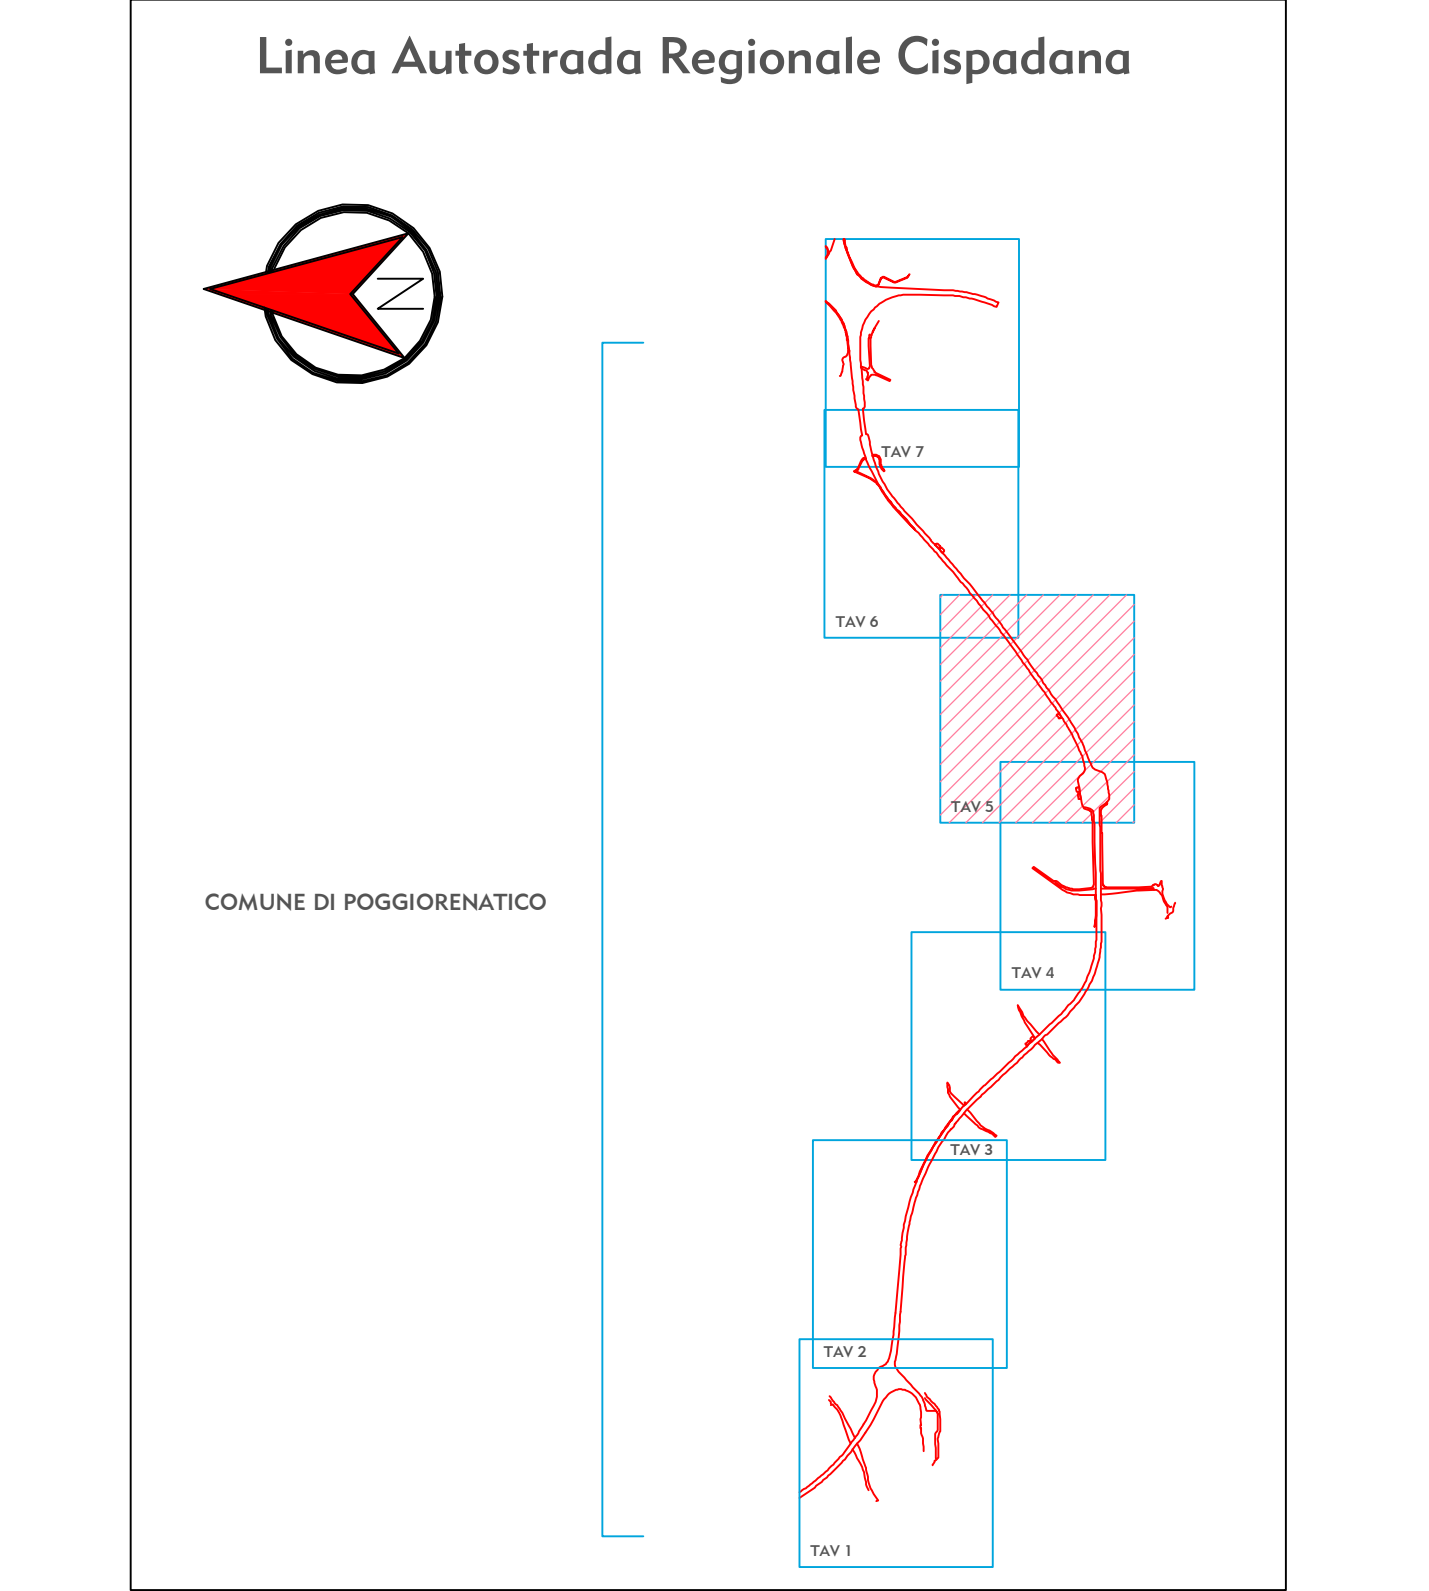 Linea Autostrada Regionale Cispadana
N
TAV 7
TAV 6
TAV 5
COMUNE DI POGGIORENATICO
TAV 4
TAV 3
TAV 2
TAV 1